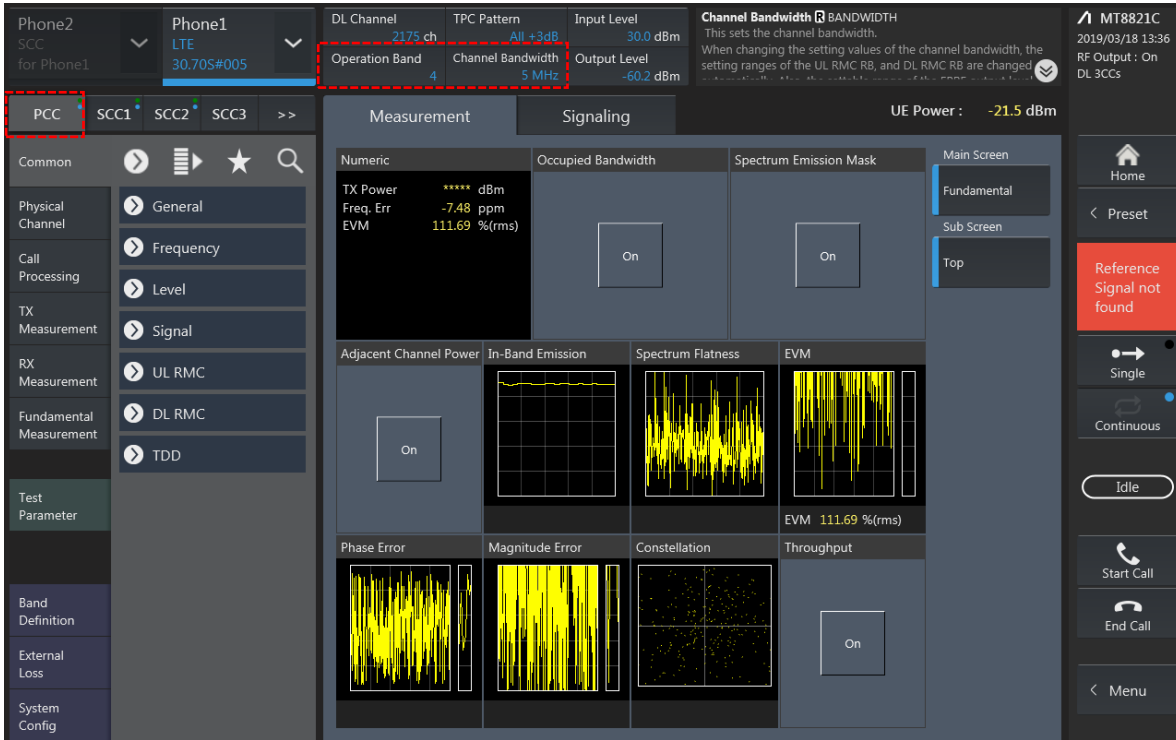 Phone2
SCC
for Phone1
Phone1
LTE
30.70S#005
DL Channel
2175 ch
TPC Pattern
All +3dB
Input Level
30.0 dBm
Operation Band
4
Channel Bandwidth
5 MHz
Output Level
-60.2 dBm
Channel Bandwidth R BANDWIDTH
This sets the channel bandwidth.
When changing the setting values of the channel bandwidth, the
setting ranges of the UL RMC RB, and DL RMC RB are changed
MT8821C
2019/03/18 13:36
RF Output : On
DL 3CCs
PCC
SCC1
SCC2
SCC3
>>
Measurement
Signaling
UE Power : -21.5 dBm
Common
Physical
Channel
Call
Processing
TX
Measurement
RX
Measurement
Fundamental
Measurement
Test
Parameter
Band
Definition
External
Loss
System
Config
General
Frequency
Level
Signal
UL RMC
DL RMC
TDD
Numeric
TX Power ***** dBm
Freq. Err -7.48 ppm
EVM 111.69 %(rms)
Occupied Bandwidth
On
Spectrum Emission Mask
On
Main Screen
Fundamental
Sub Screen
Top
Adjacent Channel Power
On
In-Band Emission
Spectrum Flatness
EVM
EVM 111.69 %(rms)
Phase Error
Magnitude Error
Constellation
Throughput
On
Home
< Preset
Reference
Signal not
found
Single
Continuous
Idle
Start Call
End Call
< Menu